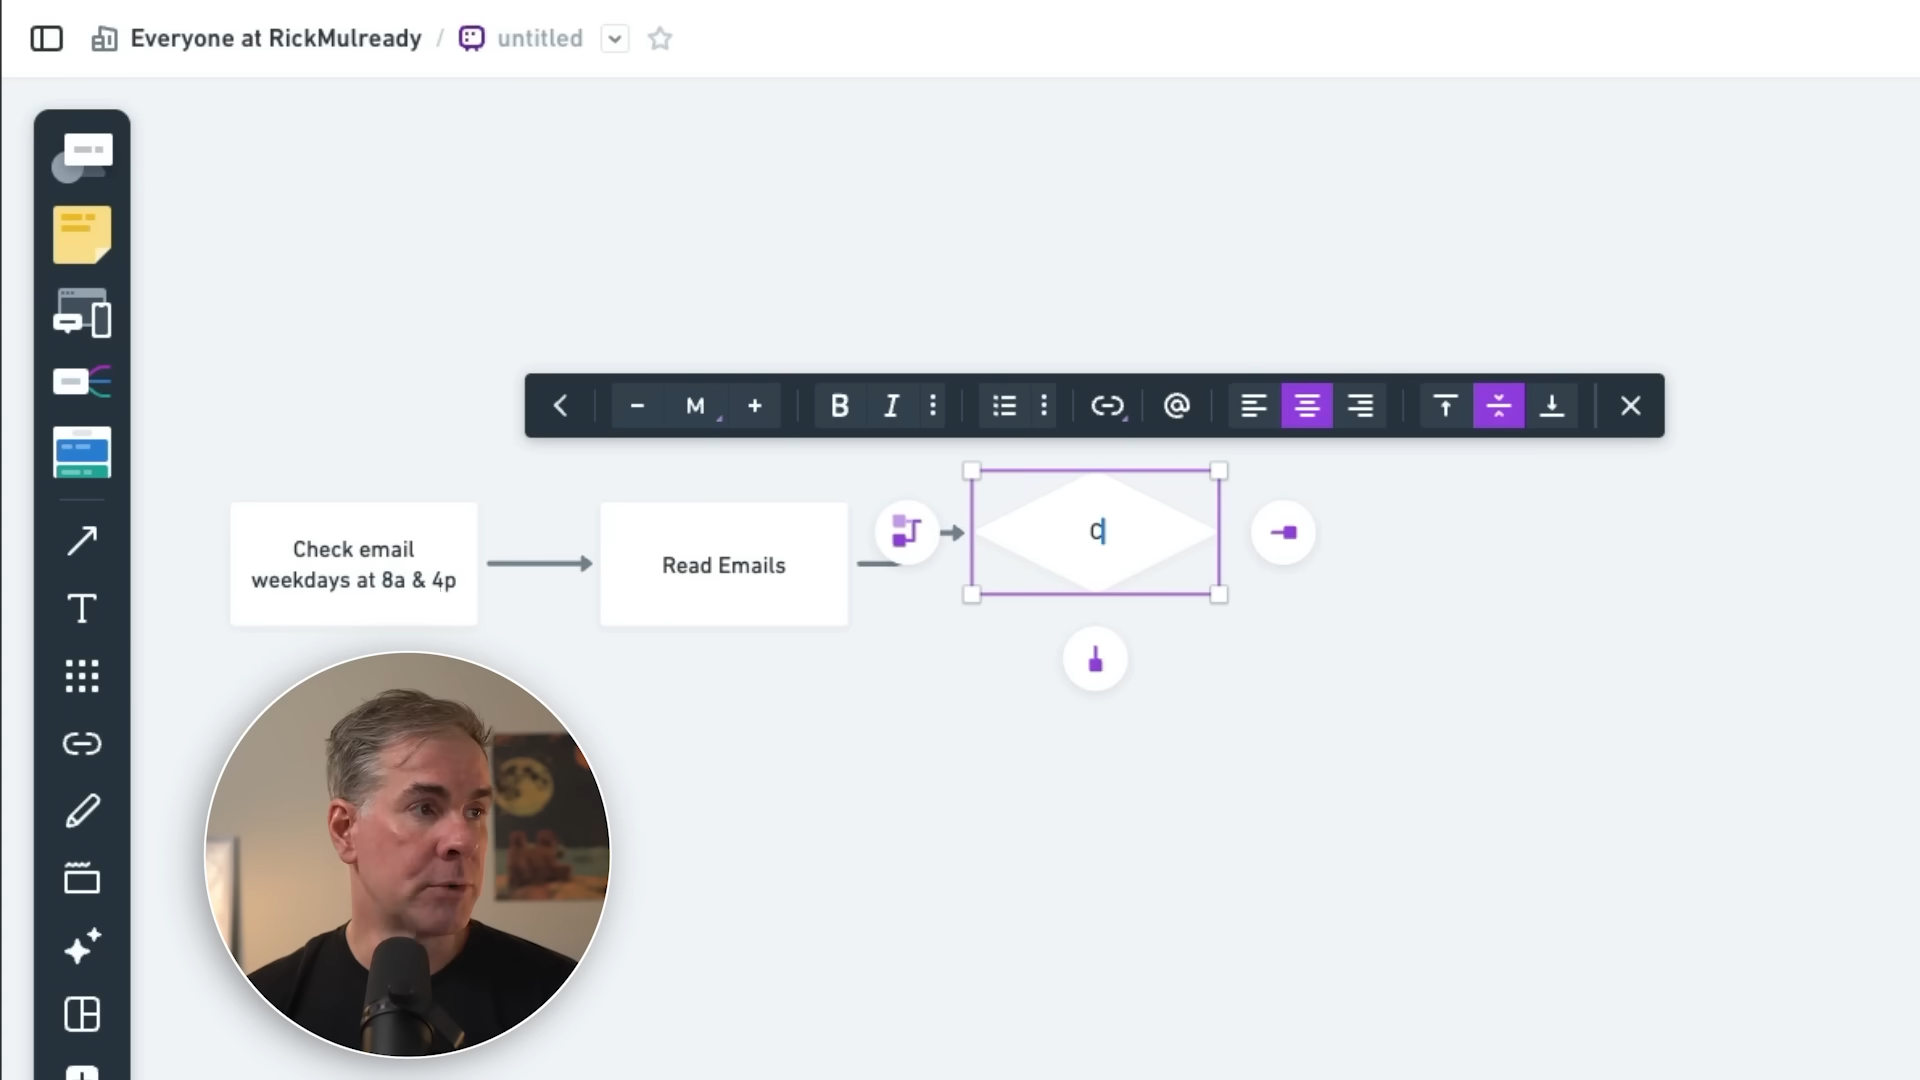 Everyone at RickMulready / untitled
M
B I
@
Check email
weekdays at 8a & 4p
Read Emails
C
T